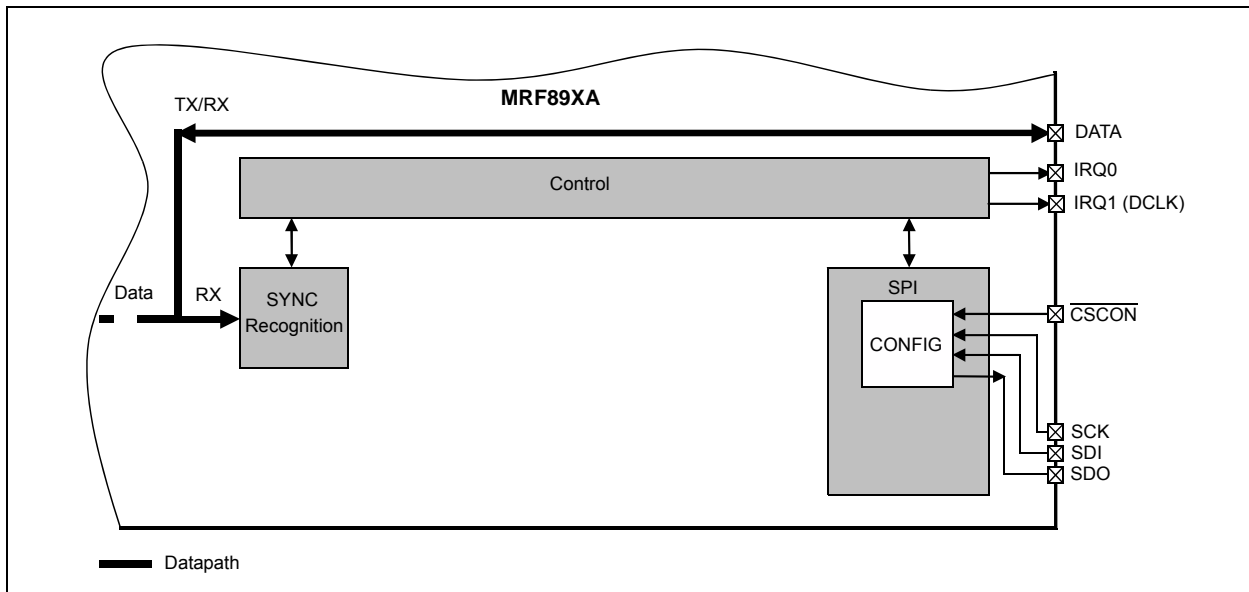 MRF89XA
TX/RX
DATA
IRQ0
Control
IRQ1 (DCLK)
Data
RX
SYNC
Recognition
SPI
CONFIG
CSCON
SCK
SDI
SDO
Datapath